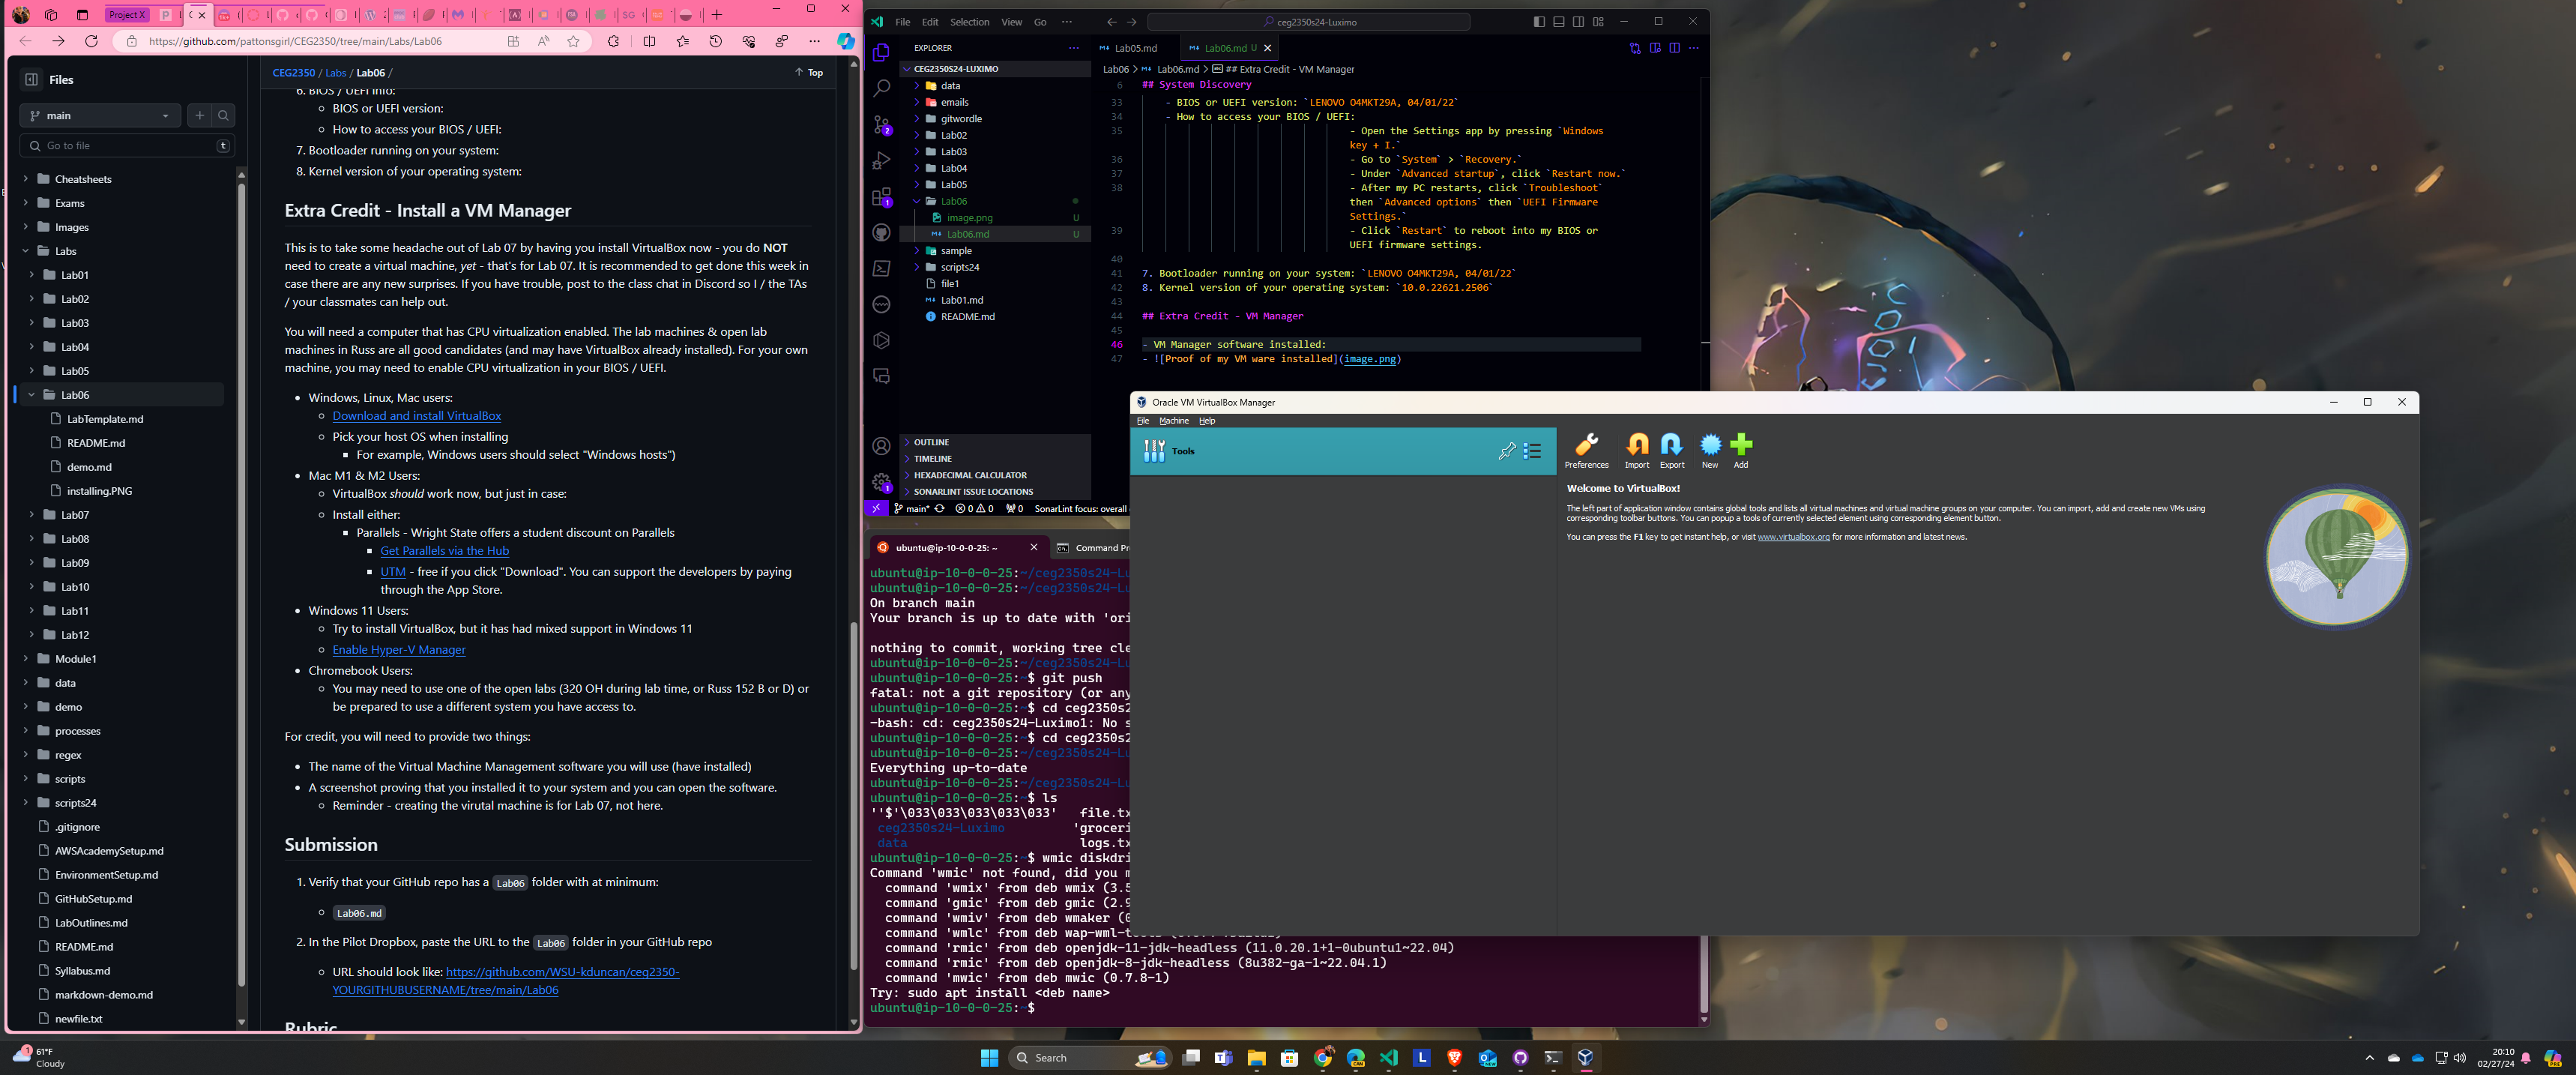 Project X
https://github.com/pattonsgirl/CEG2350/tree/main/Labs/Lab06
Files
main
Go to file
t
Cheatsheets
Exams
Images
Labs
Lab01
Lab02
Lab03
Lab04
Lab05
Lab06
LabTemplate.md
README.md
demo.md
installing.PNG
Lab07
Lab08
Lab09
Lab10
Lab11
Lab12
Module1
data
demo
processes
regex
scripts
scripts24
.gitignore
AWSAcademySetup.md
EnvironmentSetup.md
GitHubSetup.md
LabOutlines.md
README.md
Syllabus.md
markdown-demo.md
newfile.txt
CEG2350 / Labs / Lab06 /
Top
6. BIOS / UEFI info:
BIOS or UEFI version:
How to access your BIOS / UEFI:
7. Bootloader running on your system:
8. Kernel version of your operating system:
Extra Credit - Install a VM Manager
This is to take some headache out of Lab 07 by having you install VirtualBox now - you do NOT
need to create a virtual machine, yet - that's for Lab 07. It is recommended to get done this week in
case there are any new surprises. If you have trouble, post to the class chat in Discord so I / the TAs
/ your classmates can help out.
You will need a computer that has CPU virtualization enabled. The lab machines & open lab
machines in Russ are all good candidates (and may have VirtualBox already installed). For your own
machine, you may need to enable CPU virtualization in your BIOS / UEFI.
Windows, Linux, Mac users:
Download and install VirtualBox
Pick your host OS when installing
For example, Windows users should select "Windows hosts")
Mac M1 & M2 Users:
VirtualBox should work now, but just in case:
Install either:
Parallels - Wright State offers a student discount on Parallels
Get Parallels via the Hub
UTM - free if you click "Download". You can support the developers by paying
through the App Store.
Windows 11 Users:
Try to install VirtualBox, but it has had mixed support in Windows 11
Enable Hyper-V Manager
Chromebook Users:
You may need to use one of the open labs (320 OH during lab time, or Russ 152 B or D) or
be prepared to use a different system you have access to.
For credit, you will need to provide two things:
The name of the Virtual Machine Management software you will use (have installed)
A screenshot proving that you installed it to your system and you can open the software.
Reminder - creating the virutal machine is for Lab 07, not here.
Submission
1. Verify that your GitHub repo has a Lab06 folder with at minimum:
Lab06.md
2. In the Pilot Dropbox, paste the URL to the Lab06 folder in your GitHub repo
URL should look like: https://github.com/WSU-kduncan/ceg2350-
YOURGITHUBUSERNAME/tree/main/Lab06
Rubric
File Edit Selection View Go ...
ceg2350s24-Luximo
EXPLORER
CEG2350S24-LUXIMO
data
emails
gitwordle
Lab02
Lab03
Lab04
Lab05
Lab06
image.png U
Lab06.md U
sample
scripts24
file1
Lab01.md
README.md
OUTLINE
TIMELINE
HEXADECIMAL CALCULATOR
SONARLINT ISSUE LOCATIONS
main* 0 0 0 SonarLint focus: overall
Lab05.md
Lab06.md U
Lab06 > Lab06.md > ## Extra Credit - VM Manager
6 ## System Discovery
33 - BIOS or UEFI version: `LENOVO O4MKT29A, 04/01/22`
34 - How to access your BIOS / UEFI:
35 - Open the Settings app by pressing `Windows
key + I.`
36 - Go to `System` > `Recovery.`
37 - Under `Advanced startup`, click `Restart now.`
38 - After my PC restarts, click `Troubleshoot`
then `Advanced options` then `UEFI Firmware
Settings.`
39 - Click `Restart` to reboot into my BIOS or
UEFI firmware settings.
40
41 7. Bootloader running on your system: `LENOVO O4MKT29A, 04/01/22`
42 8. Kernel version of your operating system: `10.0.22621.2506`
43
44 ## Extra Credit - VM Manager
45
46 - VM Manager software installed:
47 - ![Proof of my VM ware installed](image.png)
Oracle VM VirtualBox Manager
File Machine Help
Tools
Preferences Import Export New Add
Welcome to VirtualBox!
The left part of application window contains global tools and lists all virtual machines and virtual machine groups on your computer. You can import, add and create new VMs using
corresponding toolbar buttons. You can popup a tools of currently selected element using corresponding element button.
You can press the F1 key to get instant help, or visit www.virtualbox.org for more information and latest news.
ubuntu@ip-10-0-0-25: ~
Command Pr
ubuntu@ip-10-0-0-25:~/ceg2350s24-Lu
ubuntu@ip-10-0-0-25:~/ceg2350s24-Lu
On branch main
Your branch is up to date with 'ori
nothing to commit, working tree cle
ubuntu@ip-10-0-0-25:~/ceg2350s24-Lu
ubuntu@ip-10-0-0-25:~$ git push
fatal: not a git repository (or any
ubuntu@ip-10-0-0-25:~$ cd ceg2350s2
-bash: cd: ceg2350s24-Luximo1: No s
ubuntu@ip-10-0-0-25:~$ cd ceg2350s2
ubuntu@ip-10-0-0-25:~/ceg2350s24-Lu
Everything up-to-date
ubuntu@ip-10-0-0-25:~/ceg2350s24-Lu
ubuntu@ip-10-0-0-25:~$ ls
''$'\033\033\033\033\033' file.tx
ceg2350s24-Luximo 'groceri
data logs.tx
ubuntu@ip-10-0-0-25:~$ wmic diskdri
Command 'wmic' not found, did you m
command 'wmix' from deb wmix (3.5
command 'gmic' from deb gmic (2.9
command 'wmiv' from deb wmaker (0
command 'wmlc' from deb wap-wml-
command 'rmic' from deb openjdk-11-jdk-headless (11.0.20.1+1-0ubuntu1~22.04)
command 'rmic' from deb openjdk-8-jdk-headless (8u382-ga-1~22.04.1)
command 'mwic' from deb mwic (0.7.8-1)
Try: sudo apt install <deb name>
ubuntu@ip-10-0-0-25:~$
61°F
Cloudy
Search
20:10
02/27/24